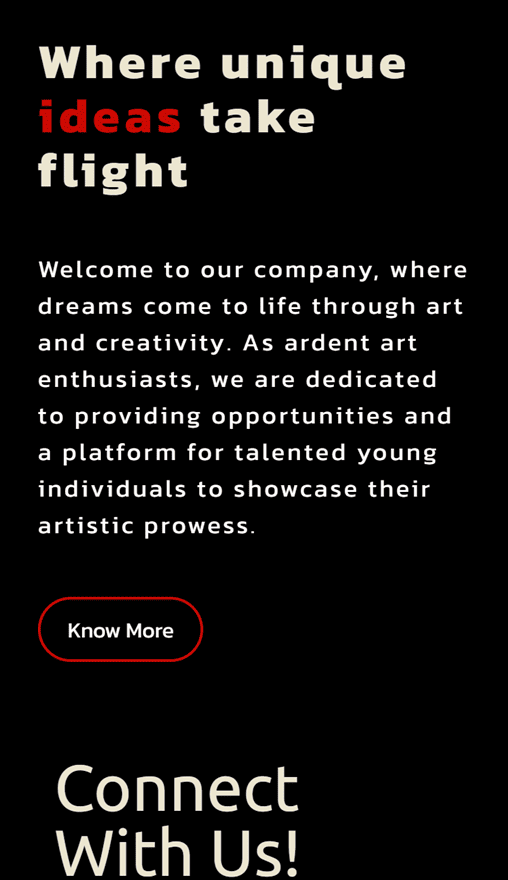 Where unique
ideas take
flight
Welcome to our company, where
dreams come to life through art
and creativity. As ardent art
enthusiasts, we are dedicated
to providing opportunities and
a platform for talented young
individuals to showcase their
artistic prowess.
Know More
Connect
With Us!